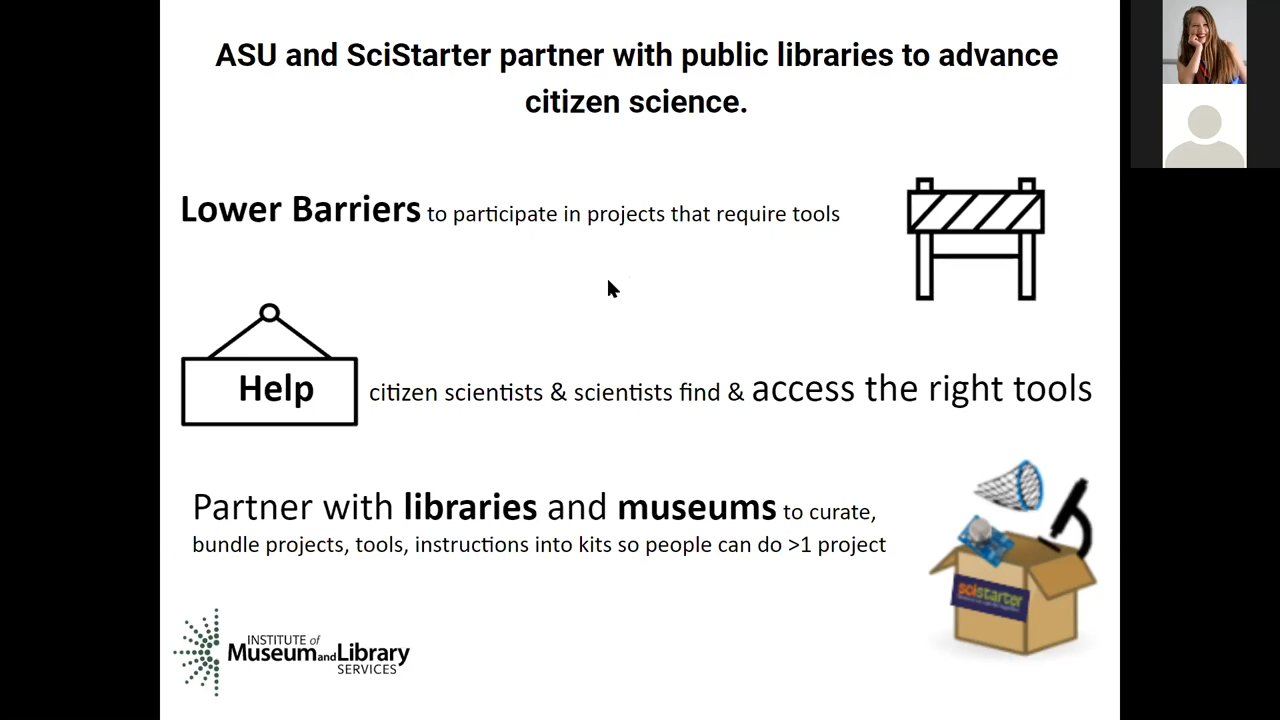 ASU and SciStarter partner with public libraries to advance
citizen science.
Lower Barriers to participate in projects that require tools
Help citizen scientists & scientists find & access the right tools
Partner with libraries and museums to curate,
bundle projects, tools, instructions into kits so people can do >1 project
scistarter
INSTITUTE of
Museum and Library
SERVICES